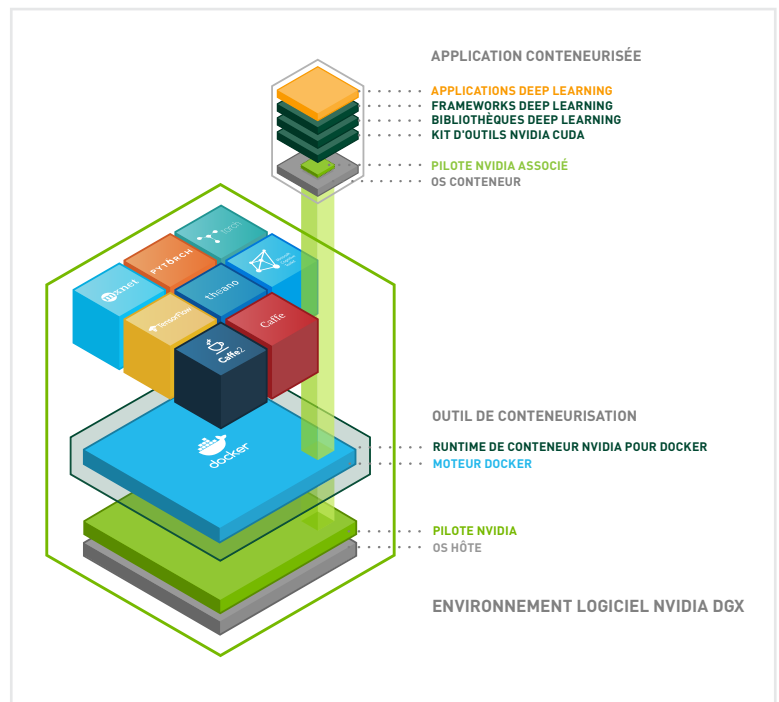 APPLICATION CONTENEURISÉE
APPLICATIONS DEEP LEARNING
FRAMEWORKS DEEP LEARNING
BIBLIOTHÈQUES DEEP LEARNING
KIT D'OUTILS NVIDIA CUDA
PILOTE NVIDIA ASSOCIÉ
OS CONTENEUR
torch
PYTORCH
mxnet
theano
TensorFlow
Caffe
Caffe2
docker
OUTIL DE CONTENEURISATION
RUNTIME DE CONTENEUR NVIDIA POUR DOCKER
MOTEUR DOCKER
PILOTE NVIDIA
OS HÔTE
ENVIRONNEMENT LOGICIEL NVIDIA DGX